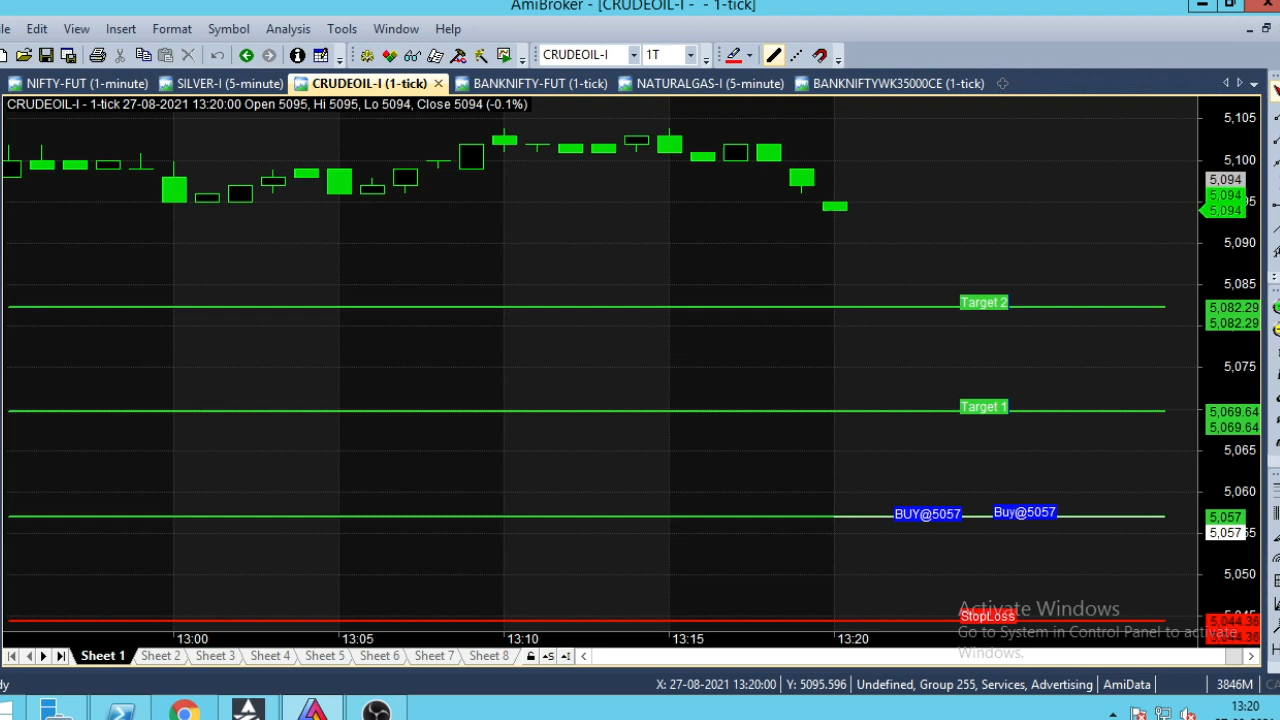 AmiBroker - [CRUDEOIL-I - - 1-tick]
Edit View Insert Format Symbol Analysis Tools Window Help
CRUDEOIL-I 1T
NIFTY-FUT (1-minute) SILVER-I (5-minute) CRUDEOIL-I (1-tick) BANKNIFTY-FUT (1-tick) NATURALGAS-I (5-minute) BANKNIFTYWK35000CE (1-tick)
CRUDEOIL-I - 1-tick 27-08-2021 13:20:00 Open 5095, Hi 5095, Lo 5094, Close 5094 (-0.1%)
5,105
5,100
5,094
5,094
5,094
5,090
5,085
Target 2
5,082.29
5,082.29
5,075
Target 1
5,069.64
5,069.64
5,065
5,060
BUY@5057 Buy@5057
5,057
5,057
5,050
Activate Windows
StopLoss
5,044.36
Go to System in Control Panel to activate
5,044.36
13:00 13:05 13:10 13:15 13:20
Windows.
Sheet 1 Sheet 2 Sheet 3 Sheet 4 Sheet 5 Sheet 6 Sheet 7 Sheet 8
X: 27-08-2021 13:20:00 Y: 5095.596 Undefined, Group 255, Services, Advertising AmiData 3846M
13:20